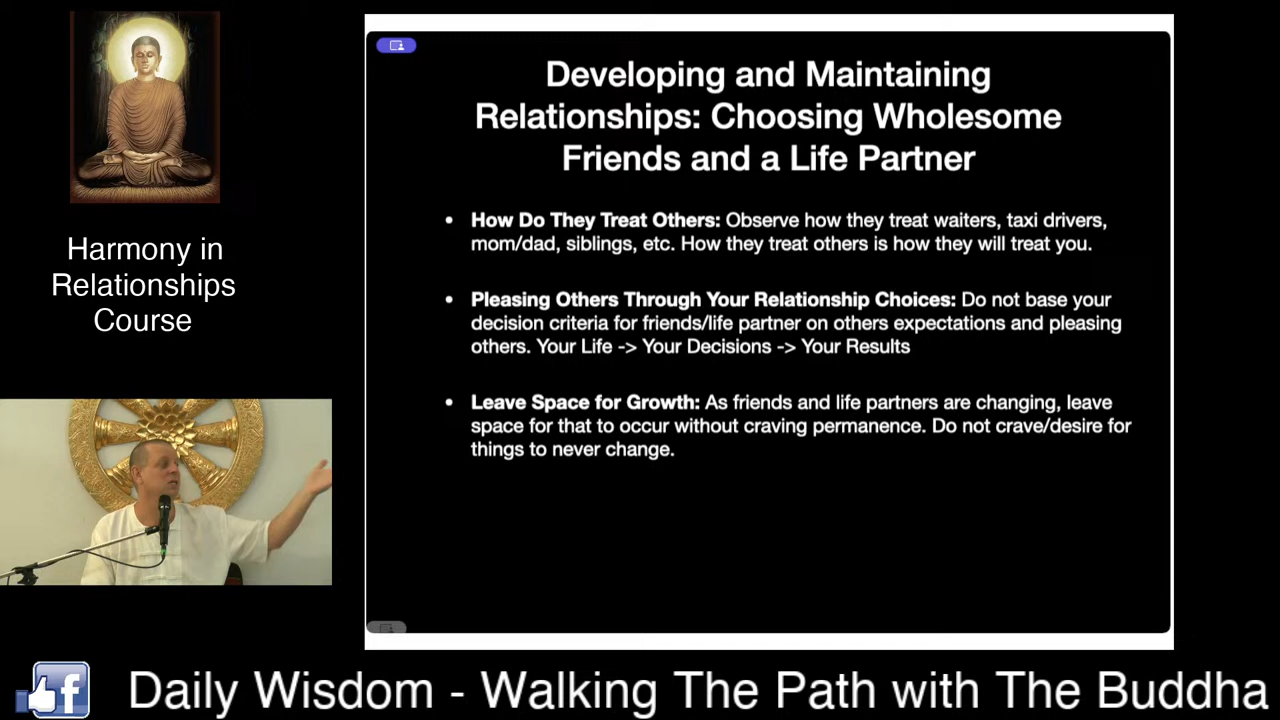 Harmony in
Relationships
Course
Developing and Maintaining
Relationships: Choosing Wholesome
Friends and a Life Partner
• How Do They Treat Others: Observe how they treat waiters, taxi drivers,
mom/dad, siblings, etc. How they treat others is how they will treat you.
• Pleasing Others Through Your Relationship Choices: Do not base your
decision criteria for friends/life partner on others expectations and pleasing
others. Your Life -> Your Decisions -> Your Results
• Leave Space for Growth: As friends and life partners are changing, leave
space for that to occur without craving permanence. Do not crave/desire for
things to never change.
f
Daily Wisdom - Walking The Path with The Buddha